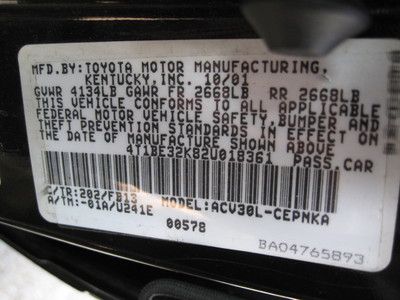 MFD.BY: TOYOTA MOTOR MANUFACTURING,
KENTUCKY, INC. 10/01
GVWR 4134LB GAWR FR 2668LB RR 2668LB
THIS VEHICLE CONFORMS TO ALL APPLICABLE
FEDERAL MOTOR VEHICLE SAFETY, BUMPER AND
THEFT PREVENTION STANDARDS IN EFFECT ON
THE DATE OF MANUFACTURE SHOWN ABOVE.
4T1BE32K82U018361 PASS.CAR
C/TR:202/FB13 MODEL: ACV30L-CEPNKA
A/TM:-01A/U241E
00578
BA04765893